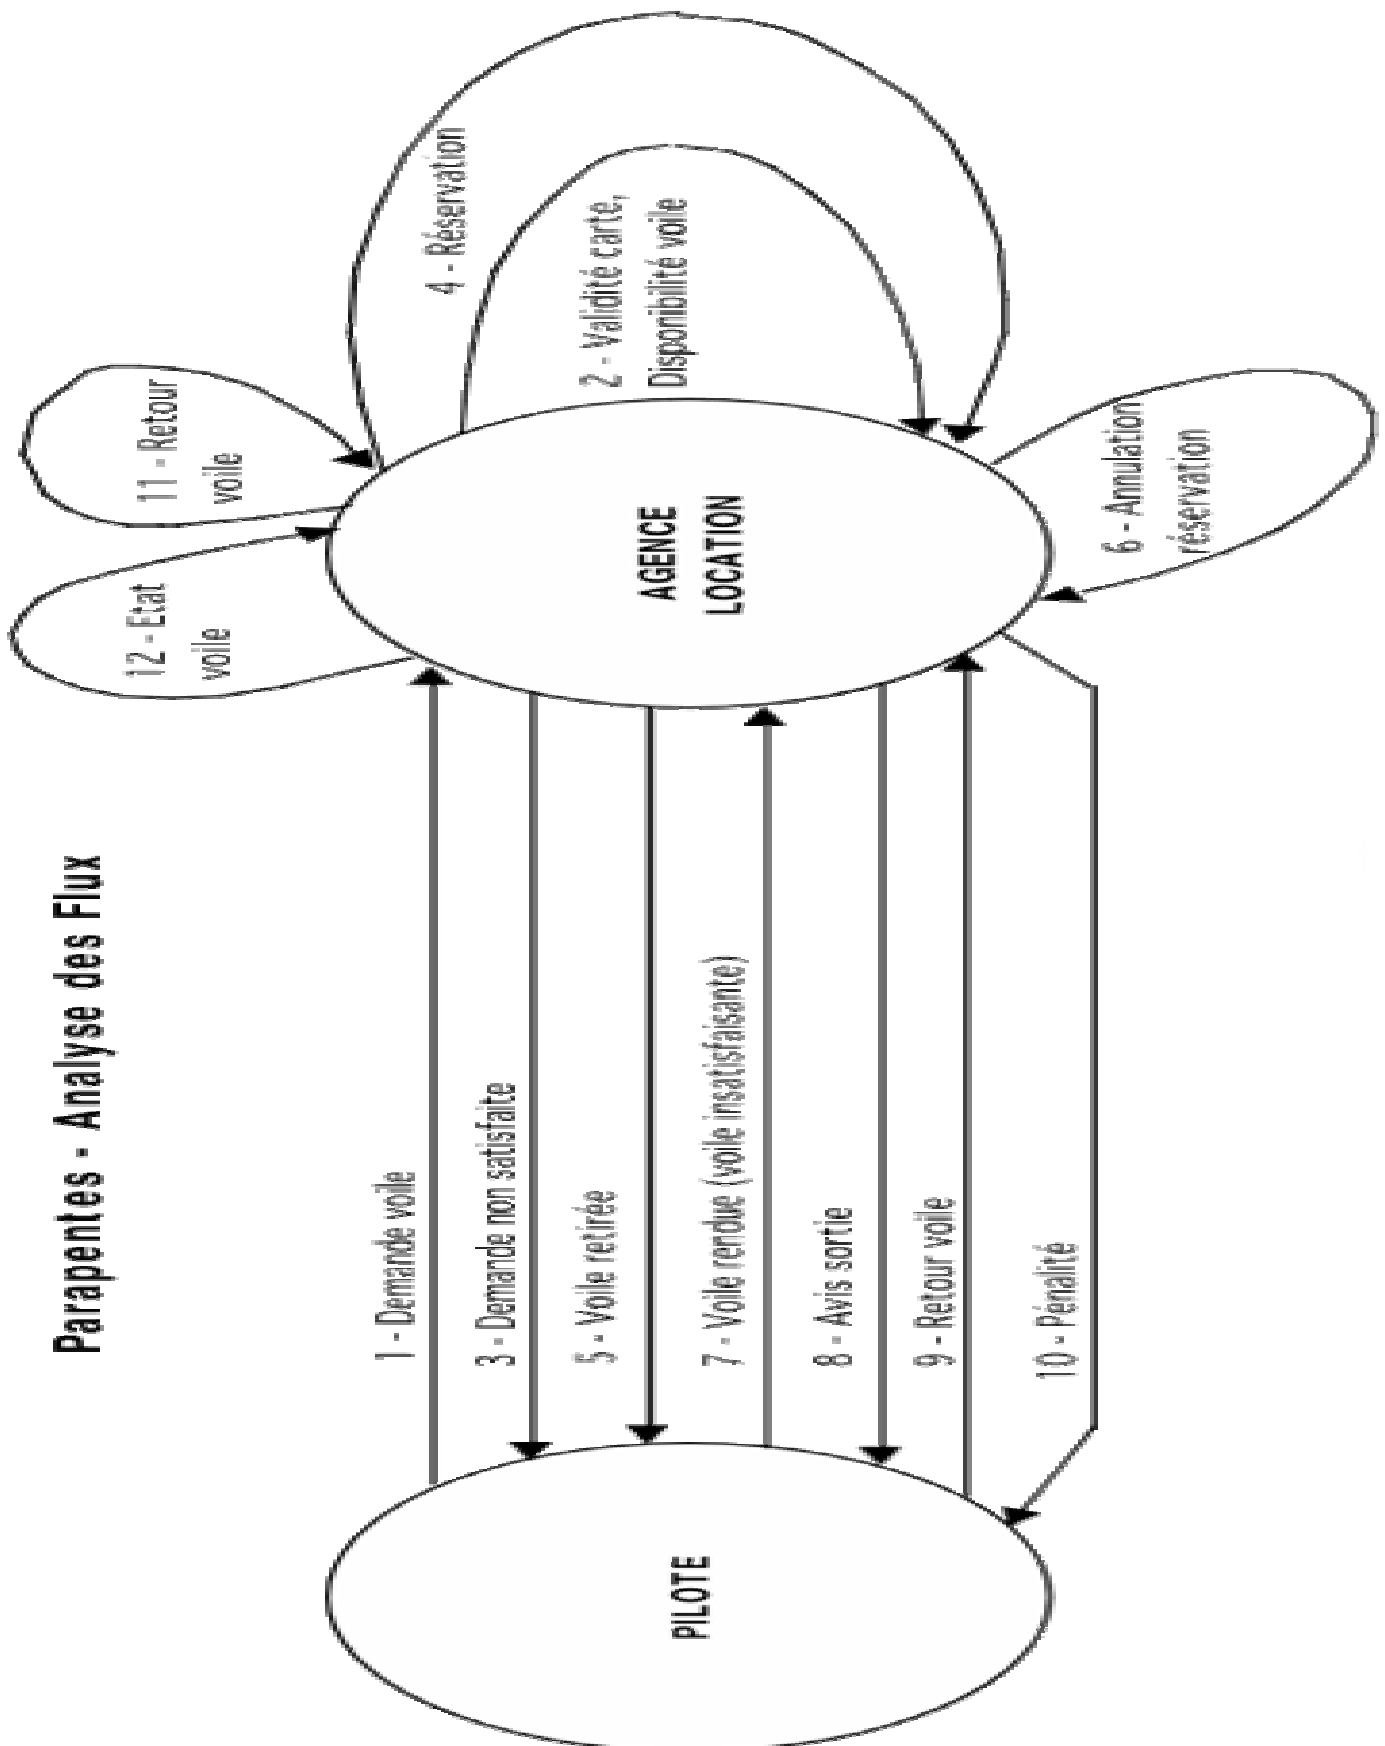 Parapentes - Analyse des Flux
1 - Demande voile
3 - Demande non satisfaite
5 - Voile retirée
7 - Voile rendue (voile insatisfaisante)
8 - Avis sortie
9 - Retour voile
10 - Pénalité
PILOTE
AGENCE
LOCATION
12 - Etat
voile
11 - Retour
voile
4 - Réservation
2 - Validité carte,
Disponibilité voile
6 - Annulation
réservation